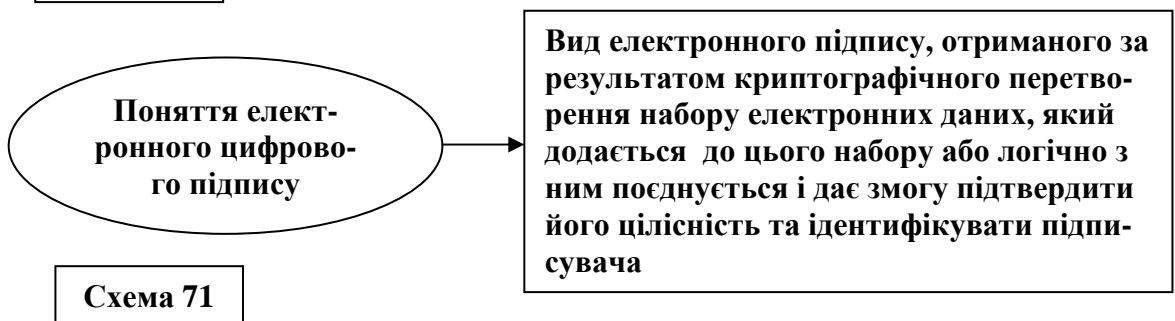 Поняття елект-
ронного цифрово-
го підпису
Вид електронного підпису, отриманого за
результатом криптографічного перетво-
рення набору електронних даних, який
додається до цього набору або логічно з
ним поєднується і дає змогу підтвердити
його цілісність та ідентифікувати підпи-
сувача
Схема 71